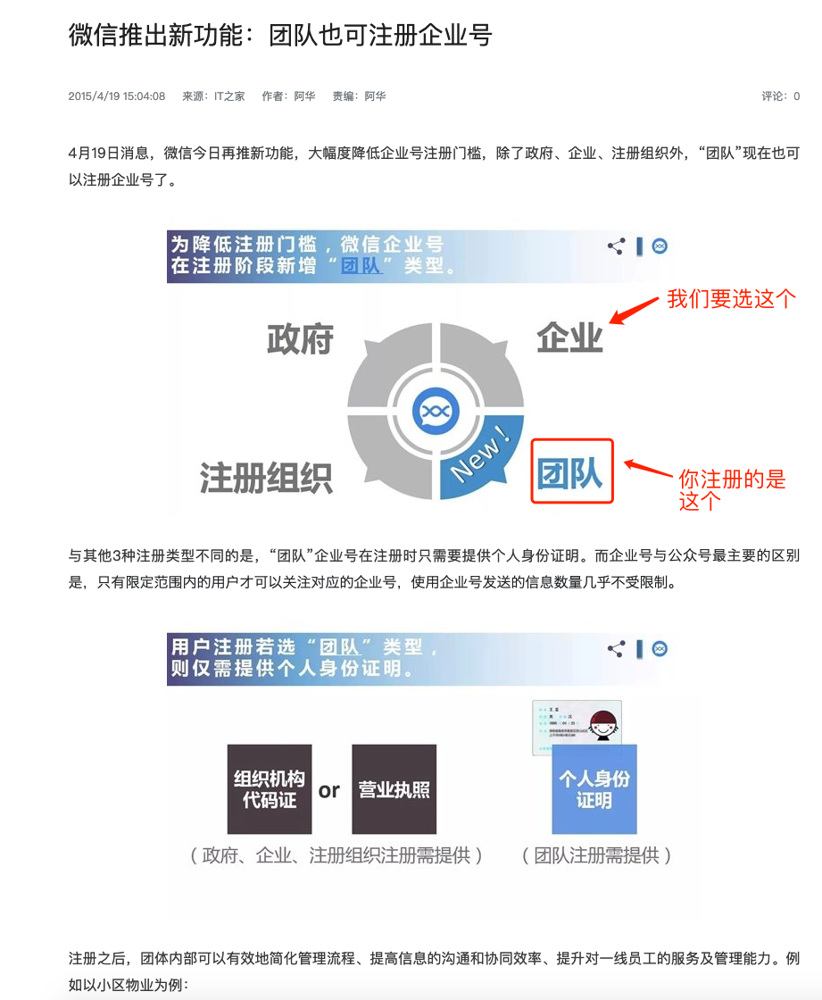 微信推出新功能：团队也可注册企业号
2015/4/19 15:04:08 来源：IT之家 作者：阿华 责编：阿华 评论：0
4月19日消息，微信今日再推新功能，大幅度降低企业号注册门槛，除了政府、企业、注册组织外，“团队”现在也可
以注册企业号了。
为降低注册门槛，微信企业号
在注册阶段新增“团队”类型。
我们要选这个
政府
企业
New!
注册组织
团队
你注册的是
这个
与其他3种注册类型不同的是，“团队”企业号在注册时只需要提供个人身份证明。而企业号与公众号最主要的区别
是，只有限定范围内的用户才可以关注对应的企业号，使用企业号发送的信息数量几乎不受限制。
用户注册若选“团队”类型，
则仅需提供个人身份证明。
组织机构
代码证
or
营业执照
个人身份
证明
（政府、企业、注册组织注册需提供）
（团队注册需提供）
注册之后，团体内部可以有效地简化管理流程、提高信息的沟通和协同效率、提升对一线员工的服务及管理能力。例
如以小区物业为例：